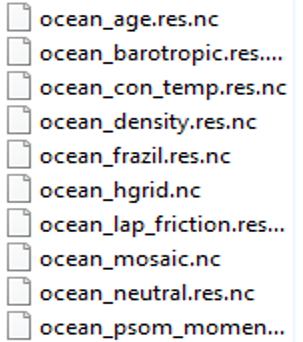 ocean_age.res.nc
ocean_barotropic.res....
ocean_con_temp.res.nc
ocean_density.res.nc
ocean_frazil.res.nc
ocean_hgrid.nc
ocean_lap_friction.res...
ocean_mosaic.nc
ocean_neutral.res.nc
ocean_psom_momen...